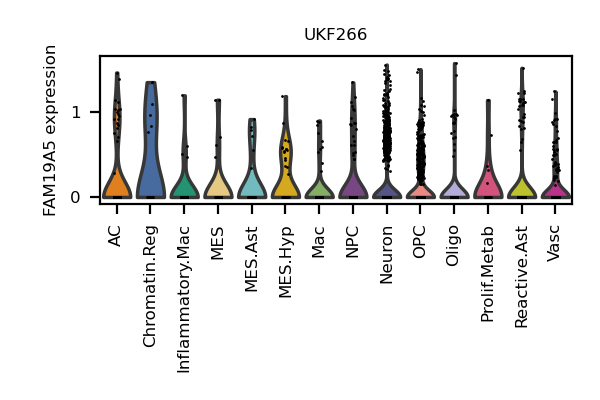 UKF266
FAM19A5 expression
1
0
AC
Chromatin.Reg
Inflammatory.Mac
MES
MES.Ast
MES.Hyp
Mac
NPC
Neuron
OPC
Oligo
Prolif.Metab
Reactive.Ast
Vasc